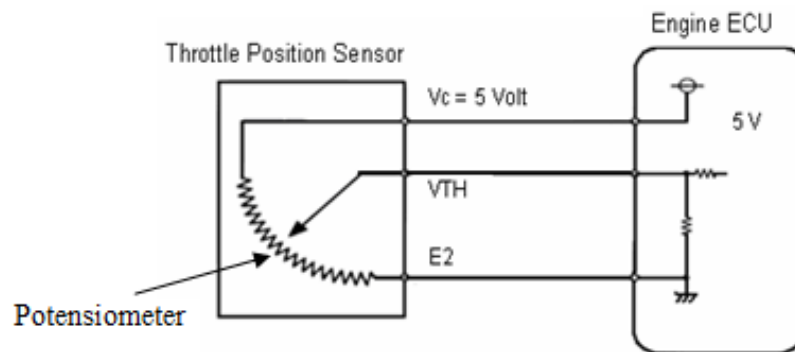 Engine ECU
Throttle Position Sensor
Vc = 5 Volt
5 V
VTH
E2
Potensiometer